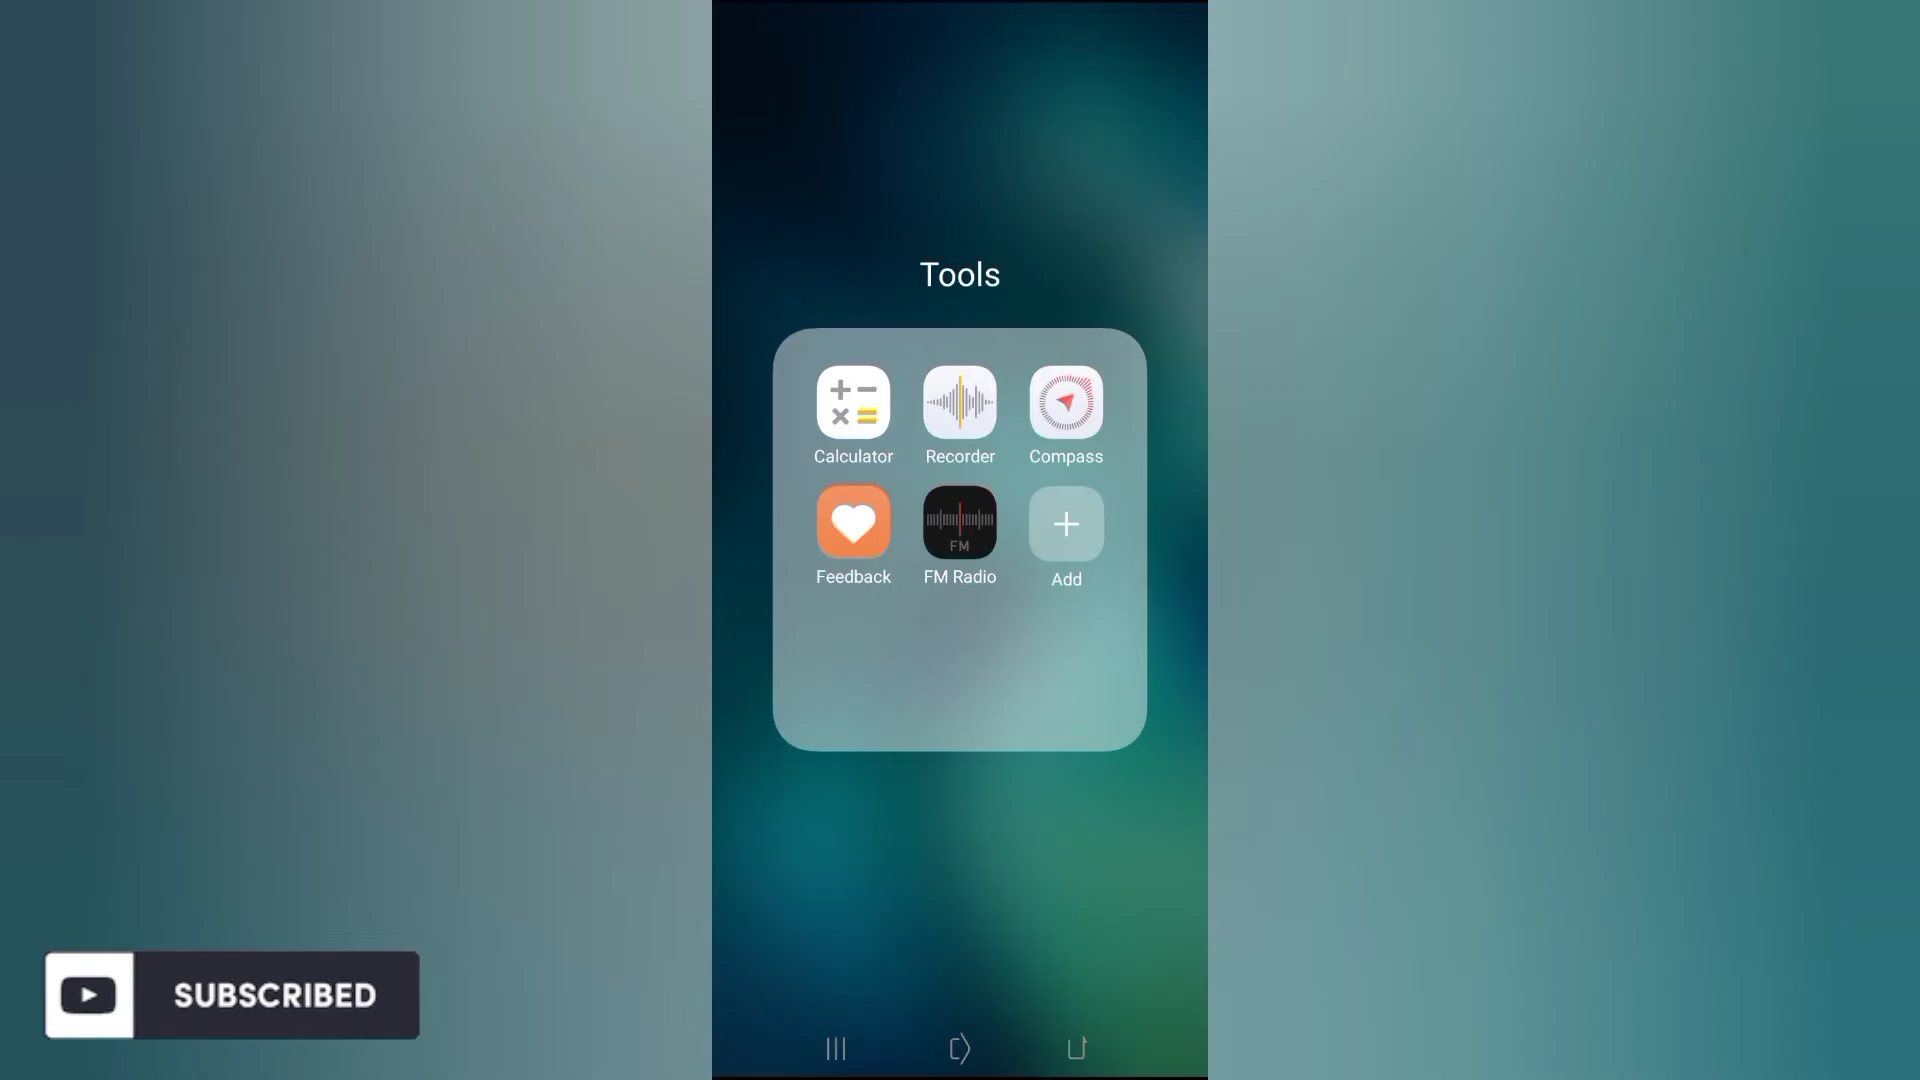 Tools
Calculator Recorder Compass
FM
Feedback FM Radio Add
SUBSCRIBED